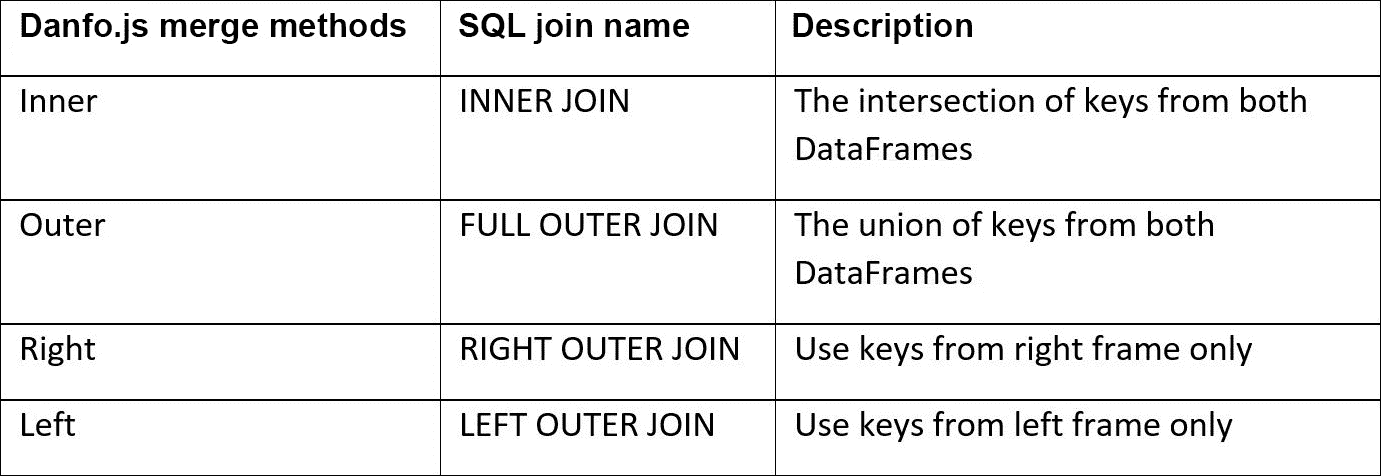 Danfo.js merge methods SQL join name Description
Inner INNER JOIN The intersection of keys from both
DataFrames
Outer FULL OUTER JOIN The union of keys from both
DataFrames
Right RIGHT OUTER JOIN Use keys from right frame only
Left LEFT OUTER JOIN Use keys from left frame only